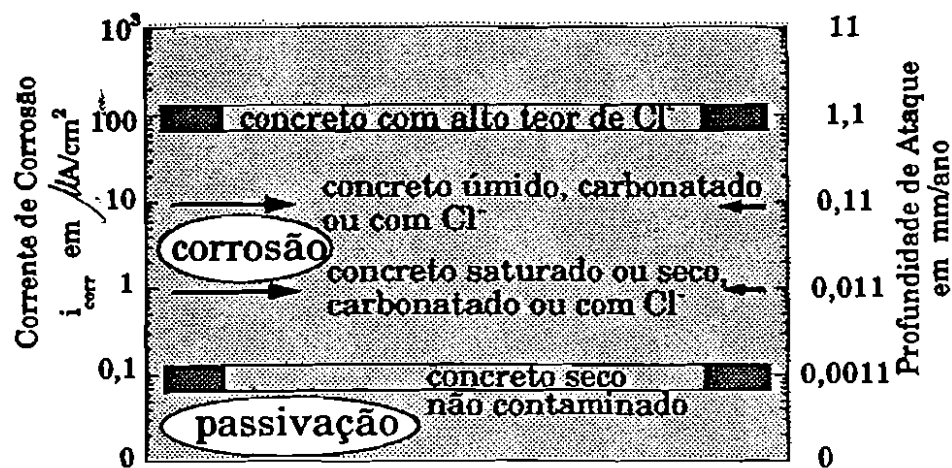 10³
11
concreto com alto teor de Cl⁻
100
1,1
concreto úmido, carbonatado
ou com Cl⁻
10
0,11
corrosão
concreto saturado ou seco,
carbonatado ou com Cl⁻
1
0,011
concreto seco
não contaminado
0,1
0,0011
passivação
0
0
Corrente de Corrosão
i_corr em μA/cm²
Profundidade de Ataque
em mm/ano